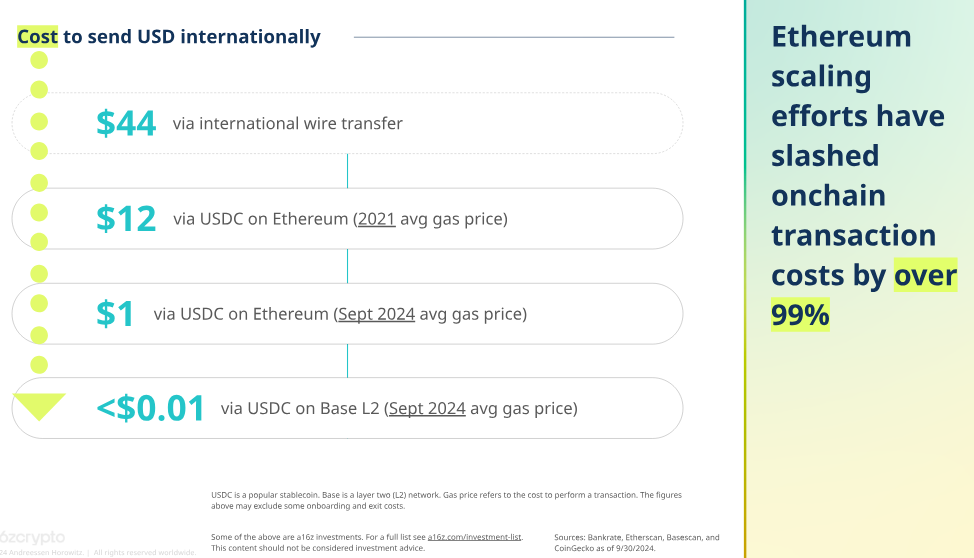 Cost to send USD internationally
$44 via international wire transfer
$12 via USDC on Ethereum (2021 avg gas price)
$1 via USDC on Ethereum (Sept 2024 avg gas price)
<$0.01 via USDC on Base L2 (Sept 2024 avg gas price)
Ethereum
scaling
efforts have
slashed
onchain
transaction
costs by over
99%
USDC is a popular stablecoin. Base is a layer two (L2) network. Gas price refers to the cost to perform a transaction. The figures
above may exclude some onboarding and exit costs.
Some of the above are a16z investments. For a full list see a16z.com/investment-list.
This content should not be considered investment advice.
Sources: Bankrate, Etherscan, Basescan, and
CoinGecko as of 9/30/2024.
6zcrypto
24 Andreessen Horowitz. | All rights reserved worldwide.